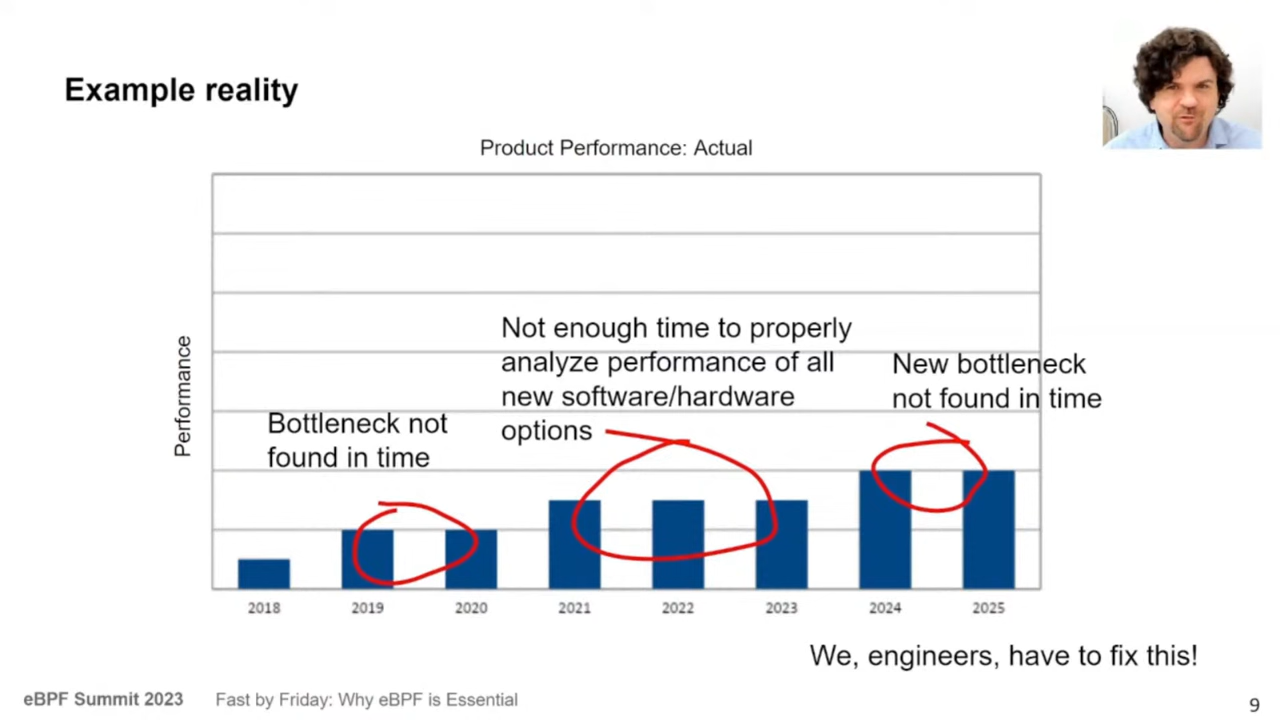 Example reality
Product Performance: Actual
Performance
Bottleneck not
found in time
Not enough time to properly
analyze performance of all
new software/hardware
options
New bottleneck
not found in time
2018 2019 2020 2021 2022 2023 2024 2025
We, engineers, have to fix this!
eBPF Summit 2023 Fast by Friday: Why eBPF is Essential
9